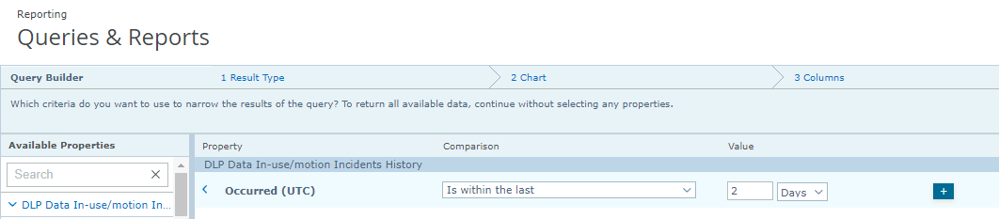 Reporting
Queries & Reports
Query Builder 1 Result Type 2 Chart 3 Columns
Which criteria do you want to use to narrow the results of the query? To return all available data, continue without selecting any properties.
Available Properties Property Comparison Value
DLP Data In-use/motion Incidents History
Search
Occurred (UTC) Is within the last 2 Days
DLP Data In-use/motion In...